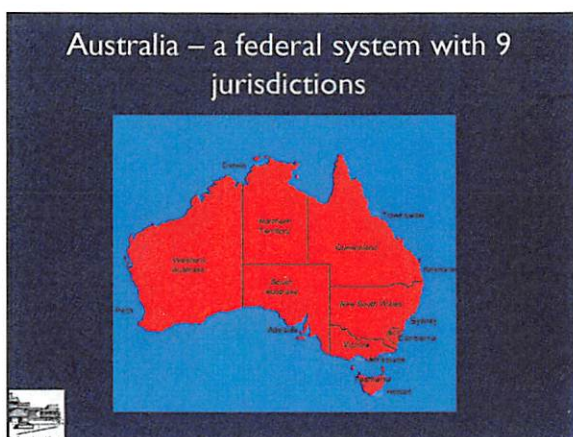 Australia – a federal system with 9
jurisdictions
Darwin
Northern
Territory
Queensland
Brisbane
Western
Australia
South
Australia
New South Wales
Perth
Adelaide
Sydney
Canberra
Victoria
Melbourne
Tasmania
Hobart